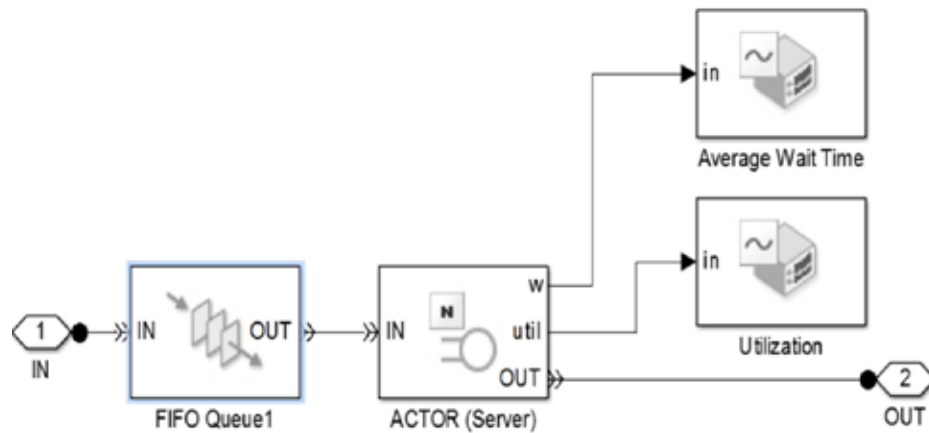 in
Average Wait Time
in
Utilization
1
IN
IN
OUT
FIFO Queue1
IN
N
w
util
OUT
ACTOR (Server)
2
OUT